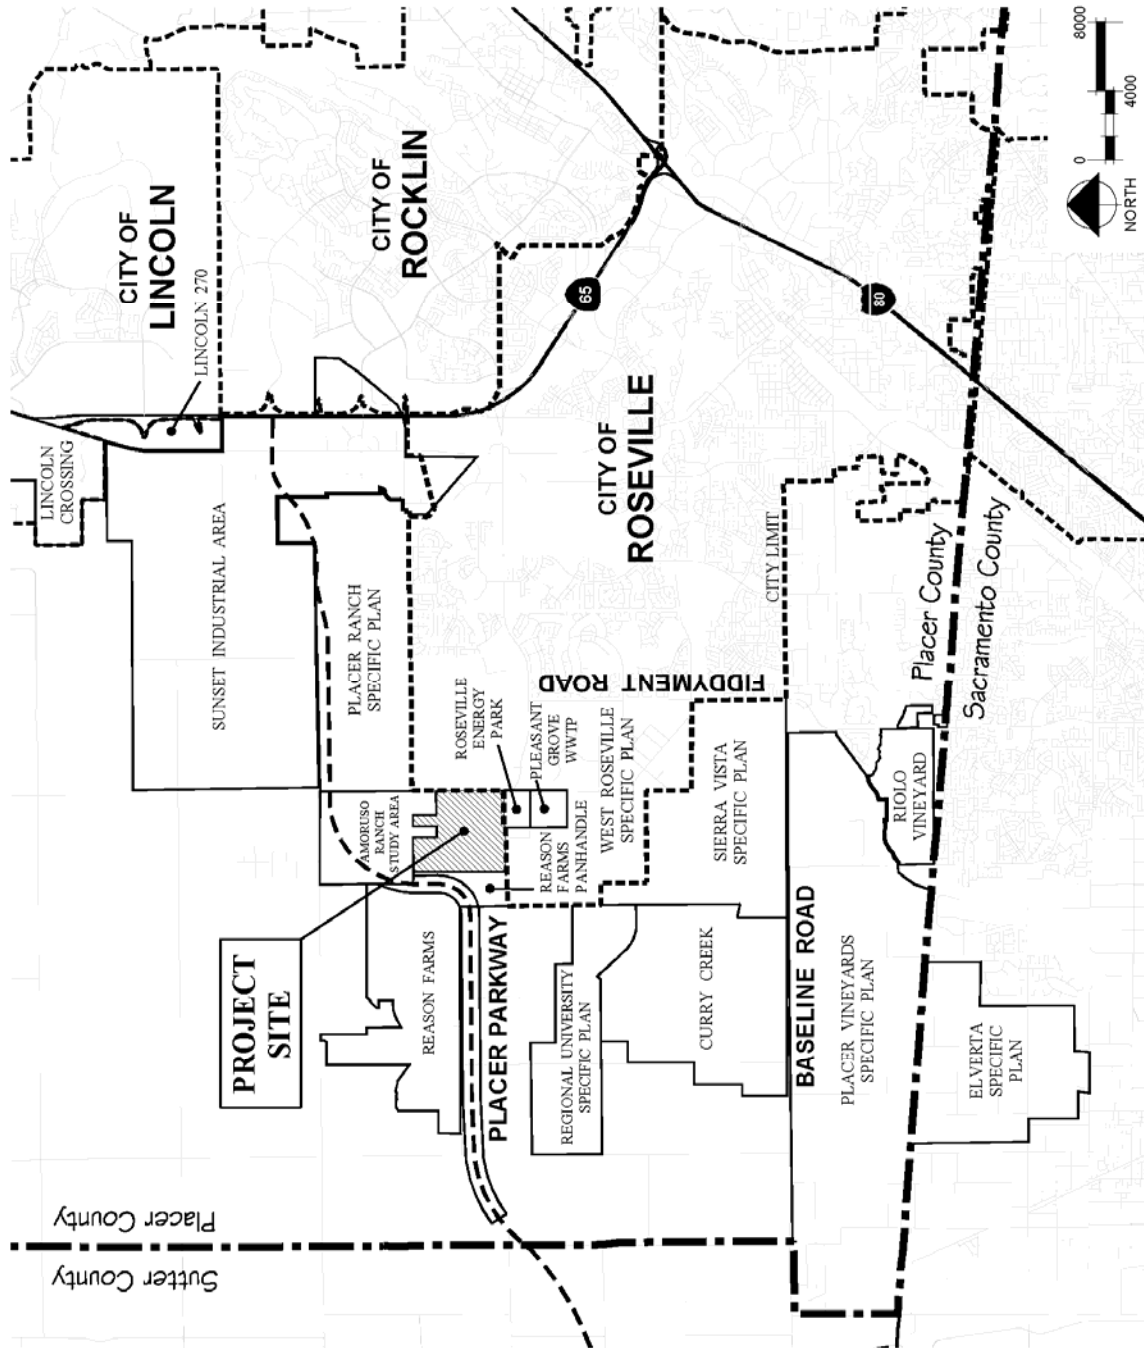 CITY OF
LINCOLN
LINCOLN 270
LINCOLN
CROSSING
CITY OF
ROCKLIN
65
80
SUNSET INDUSTRIAL AREA
PLACER RANCH
SPECIFIC PLAN
CITY OF
ROSEVILLE
CITY LIMIT
FIDDYMENT ROAD
ROSEVILLE
ENERGY
PARK
PLEASANT
GROVE
WWTP
AMORUSO
RANCH
STUDY AREA
REASON
FARMS
PANHANDLE
WEST ROSEVILLE
SPECIFIC PLAN
SIERRA VISTA
SPECIFIC PLAN
RIOLO
VINEYARD
PROJECT
SITE
REASON FARMS
PLACER PARKWAY
REGIONAL UNIVERSITY
SPECIFIC PLAN
CURRY CREEK
BASELINE ROAD
PLACER VINEYARDS
SPECIFIC PLAN
ELVERTA
SPECIFIC
PLAN
Placer County
Sacramento County
Placer County
Sutter County
0
4000
8000
NORTH